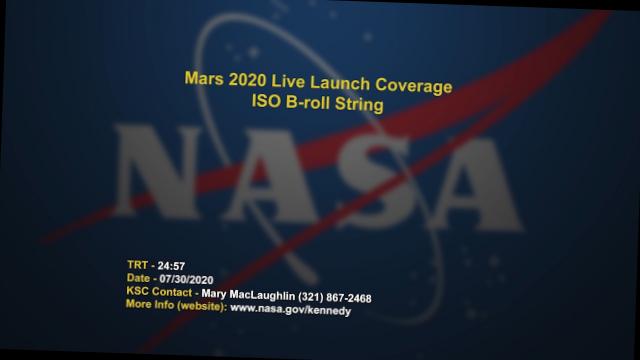 Mars 2020 Live Launch Coverage
ISO B-roll String
NASA
TRT - 24:57
Date - 07/30/2020
KSC Contact - Mary MacLaughlin (321) 867-2468
More Info (website): www.nasa.gov/kennedy